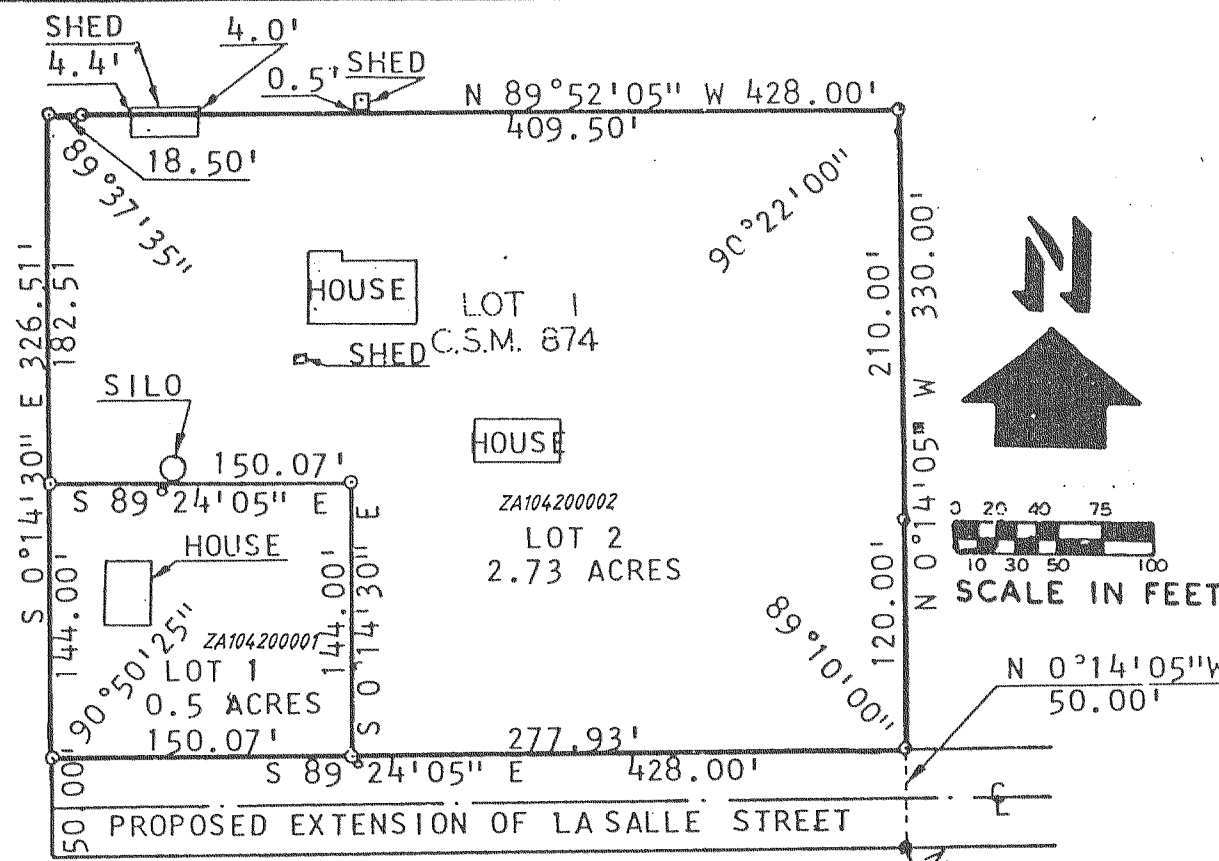 SHED
4.0'
4.4'
0.5'
SHED
N 89°52'05" W 428.00'
409.50'
18.50'
89°37'35"
90°22'00"
S 0°14'30" E 326.51'
182.51
HOUSE
LOT 1
C.S.M. 874
SHED
210.00'
N 0°14'05" W 330.00'
N
SILO
150.07'
S 89°24'05" E
HOUSE
ZA104200002
LOT 2
2.73 ACRES
0 20 40 75
10 30 50 100
SCALE IN FEET
HOUSE
144.00'
144.00'
S 0°14'30" E
ZA104200001
90°50'25"
LOT 1
0.5 ACRES
89°10'00"
120.00'
N 0°14'05"W
50.00'
150.07'
277.93'
S 89°24'05" E 428.00'
50.00'
PROPOSED EXTENSION OF LA SALLE STREET
℄